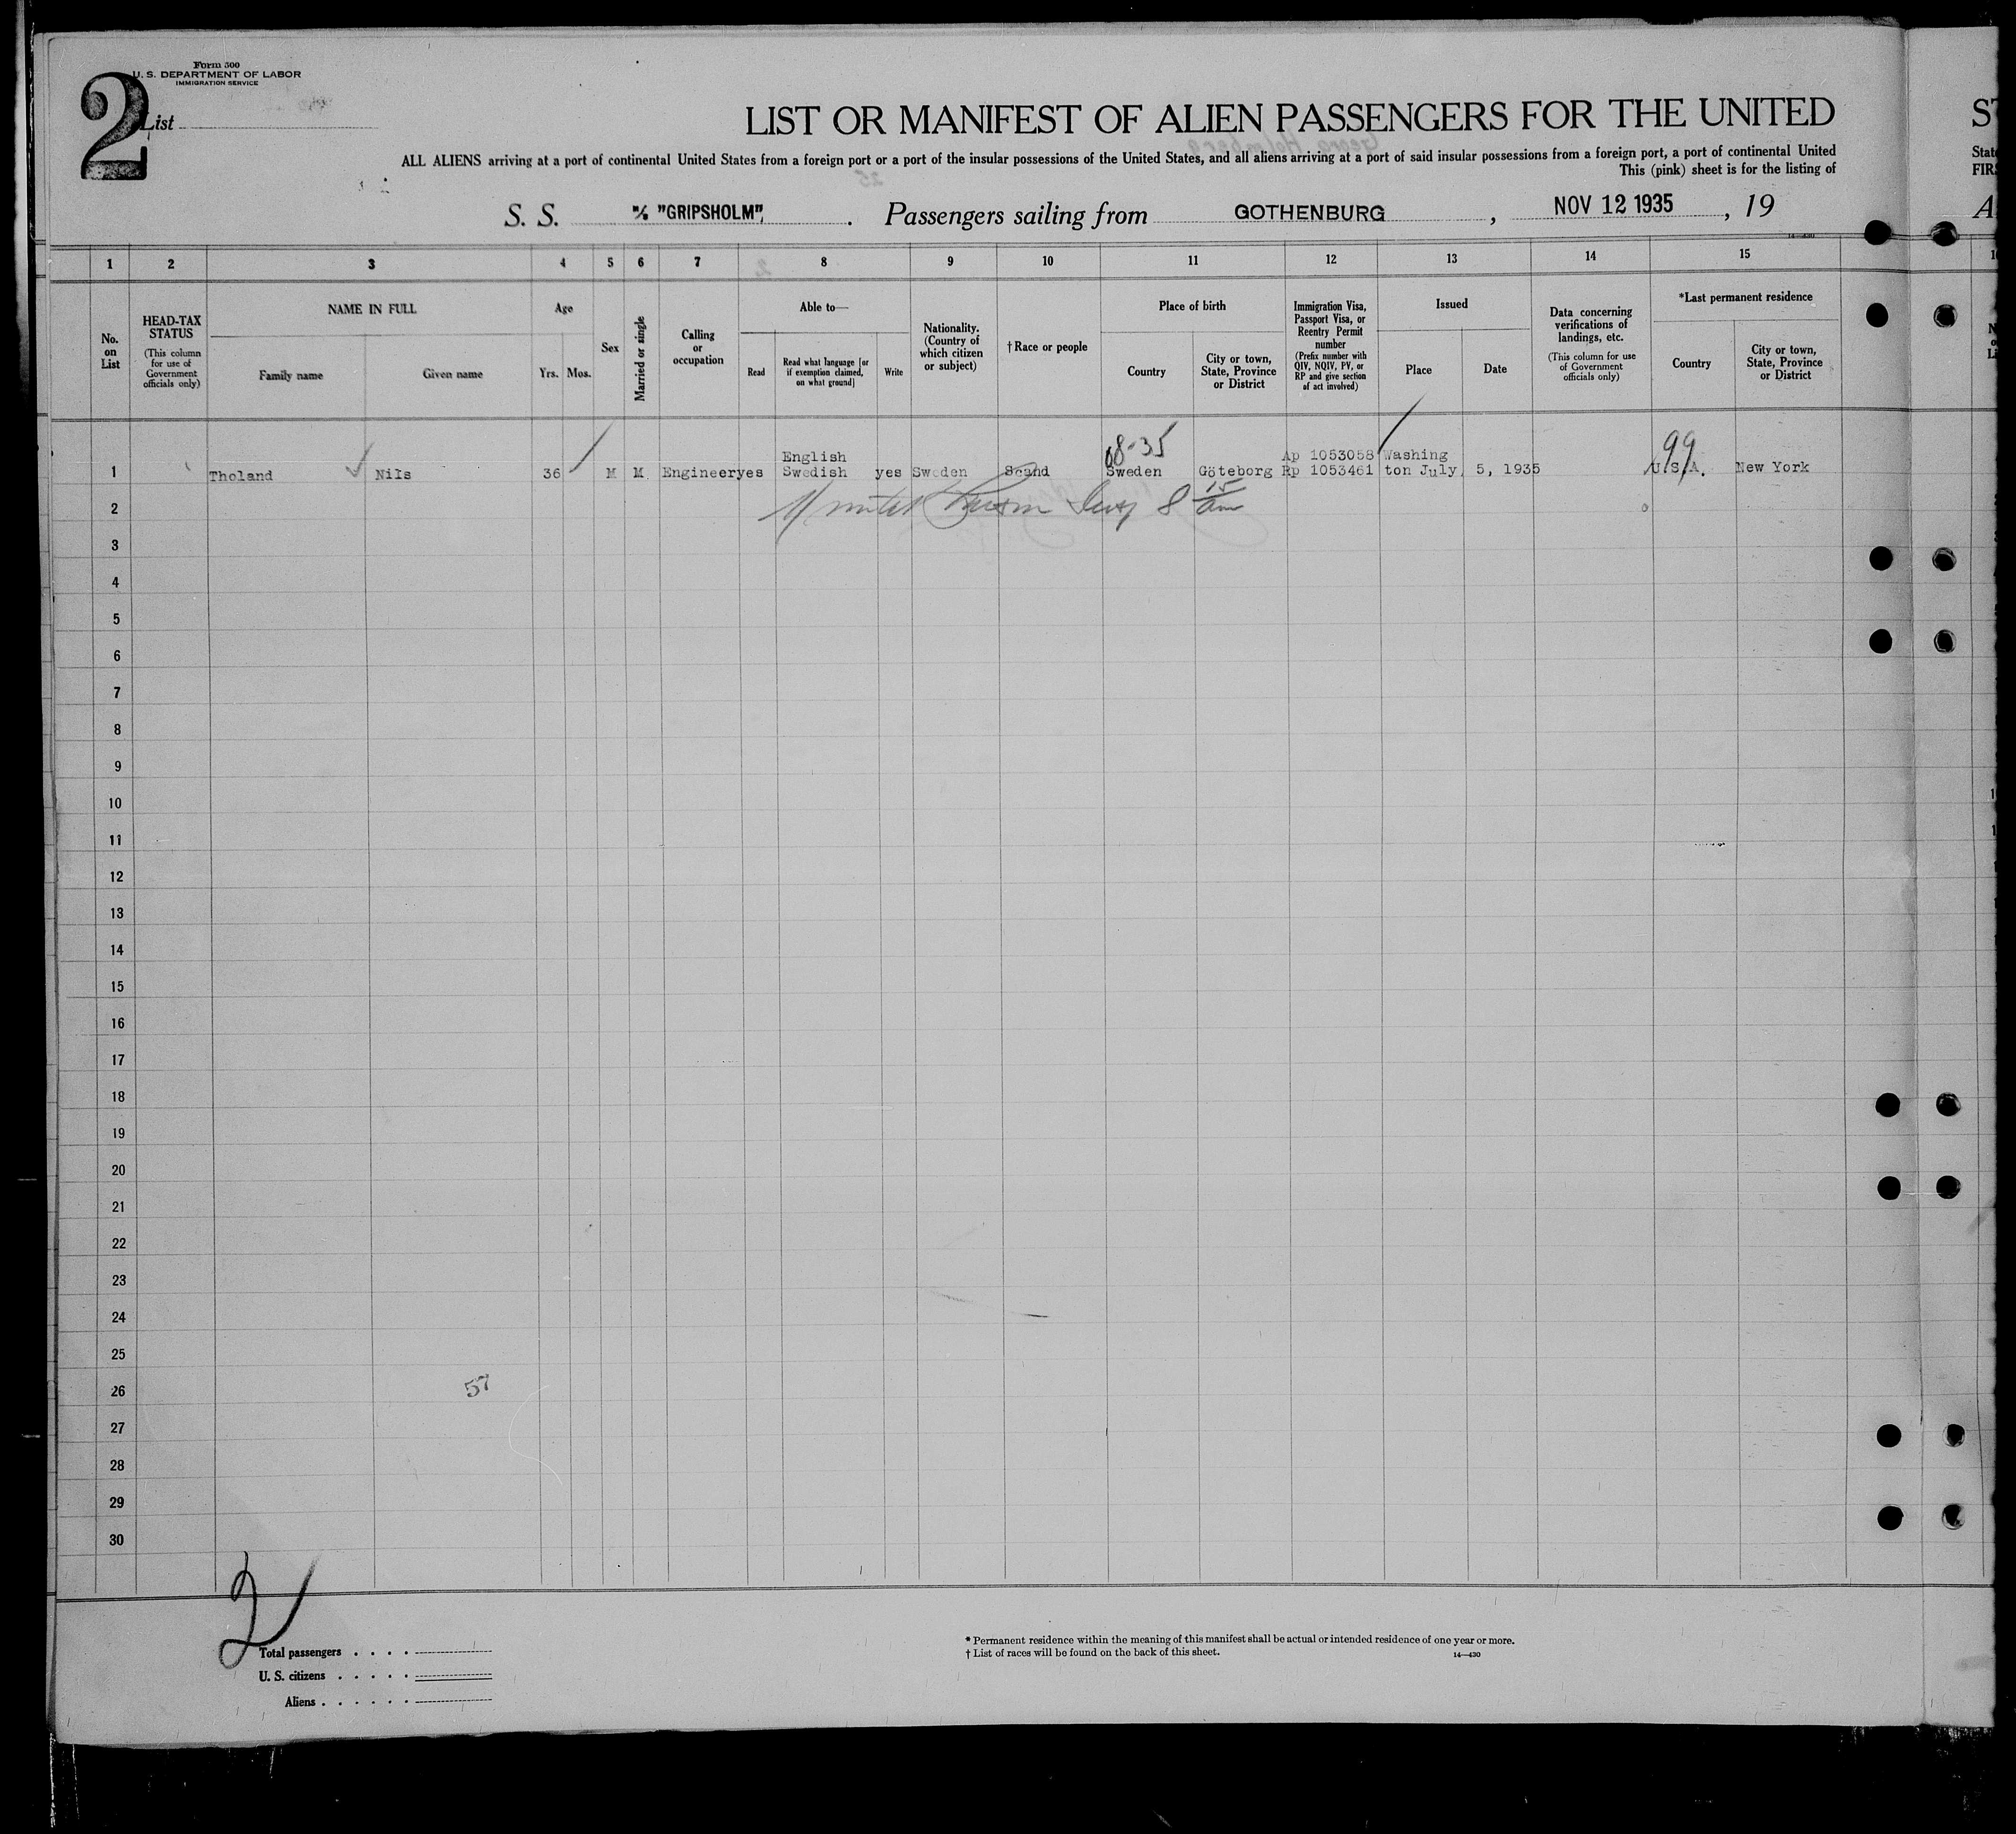 2
Form 500
U. S. DEPARTMENT OF LABOR
IMMIGRATION SERVICE
List
LIST OR MANIFEST OF ALIEN PASSENGERS FOR THE UNITED
ALL ALIENS arriving at a port of continental United States from a foreign port or a port of the insular possessions of the United States, and all aliens arriving at a port of said insular possessions from a foreign port, a port of continental United
This (pink) sheet is for the listing of
S. S. M/S "GRIPSHOLM", . Passengers sailing from GOTHENBURG , NOV 12 1935 , 19
1 2 3 4 5 6 7 8 9 10 11 12 13 14 15
No. on List
HEAD-TAX STATUS
(This column for use of Government officials only)
NAME IN FULL
Family name Given name
Age
Yrs. Mos.
Sex
Married or single
Calling or occupation
Able to—
Read
Read what language [or if exemption claimed, on what ground]
Write
Nationality. (Country of which citizen or subject)
† Race or people
Place of birth
Country
City or town, State, Province or District
Immigration Visa, Passport Visa, or Reentry Permit number
(Prefix number with QIV, NQIV, PV, or RP and give section of act involved)
Issued
Place Date
Data concerning verifications of landings, etc.
(This column for use of Government officials only)
*Last permanent residence
Country
City or town, State, Province or District
08-35 99
English Ap 1053058 Washing
1 Tholand Nils 36 M M Engineer yes Swedish yes Sweden Scand Sweden Göteborg Rp 1053461 ton July 5, 1935 U.S.A. New York
2 8 15 am
3
4
5
6
7
8
9
10
11
12
13
14
15
16
17
18
19
20
21
22
23
24
25
26 57
27
28
29
30
2
Total passengers
U. S. citizens
Aliens
* Permanent residence within the meaning of this manifest shall be actual or intended residence of one year or more.
† List of races will be found on the back of this sheet.
14—430